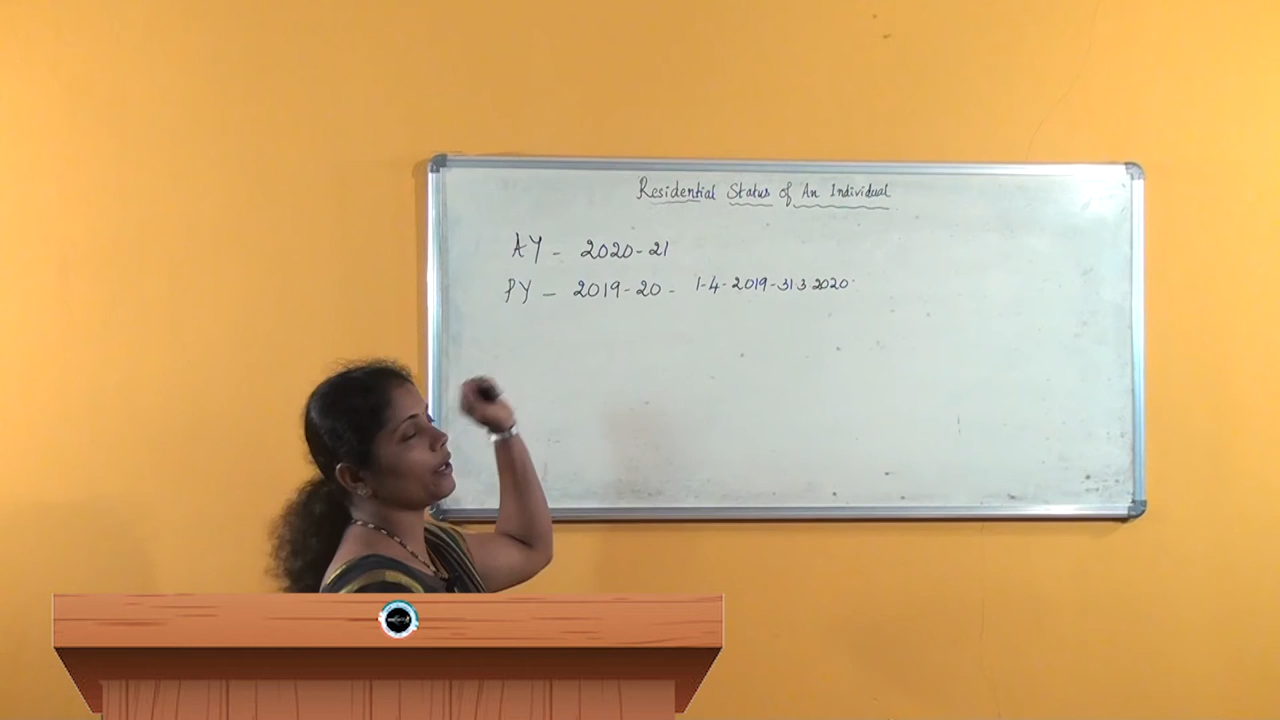 Residential Status of An Individual
AY - 2020-21
PY - 2019-20 - 1-4-2019-31 3 2020